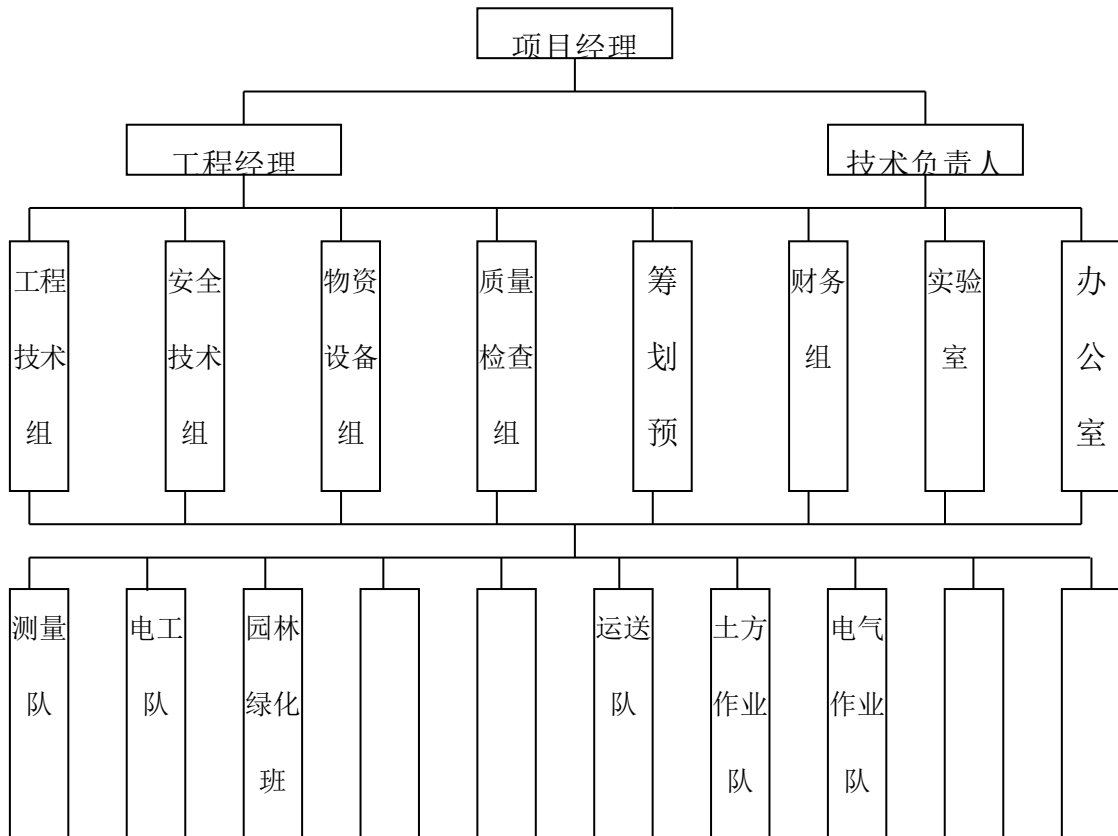 项目经理
工程经理
技术负责人
工程
技术
组
安全
技术
组
物资
设备
组
质量
检查
组
筹
划
预
财务
组
实验
室
办
公
室
测量
队
电工
队
园林
绿化
班
运送
队
土方
作业
队
电气
作业
队